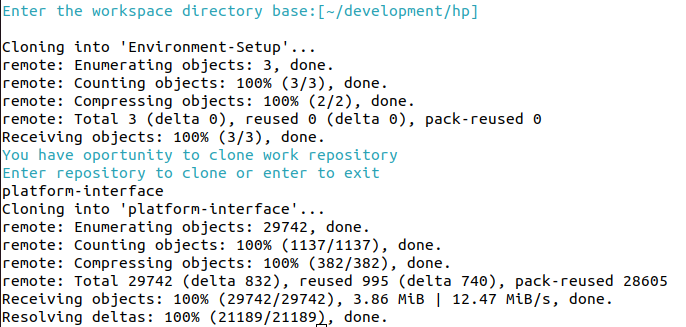 Enter the workspace directory base:[~/development/hp]
Cloning into 'Environment-Setup'...
remote: Enumerating objects: 3, done.
remote: Counting objects: 100% (3/3), done.
remote: Compressing objects: 100% (2/2), done.
remote: Total 3 (delta 0), reused 0 (delta 0), pack-reused 0
Receiving objects: 100% (3/3), done.
You have oportunity to clone work repository
Enter repository to clone or enter to exit
platform-interface
Cloning into 'platform-interface'...
remote: Enumerating objects: 29742, done.
remote: Counting objects: 100% (1137/1137), done.
remote: Compressing objects: 100% (382/382), done.
remote: Total 29742 (delta 832), reused 995 (delta 740), pack-reused 28605
Receiving objects: 100% (29742/29742), 3.86 MiB | 12.47 MiB/s, done.
Resolving deltas: 100% (21189/21189), done.